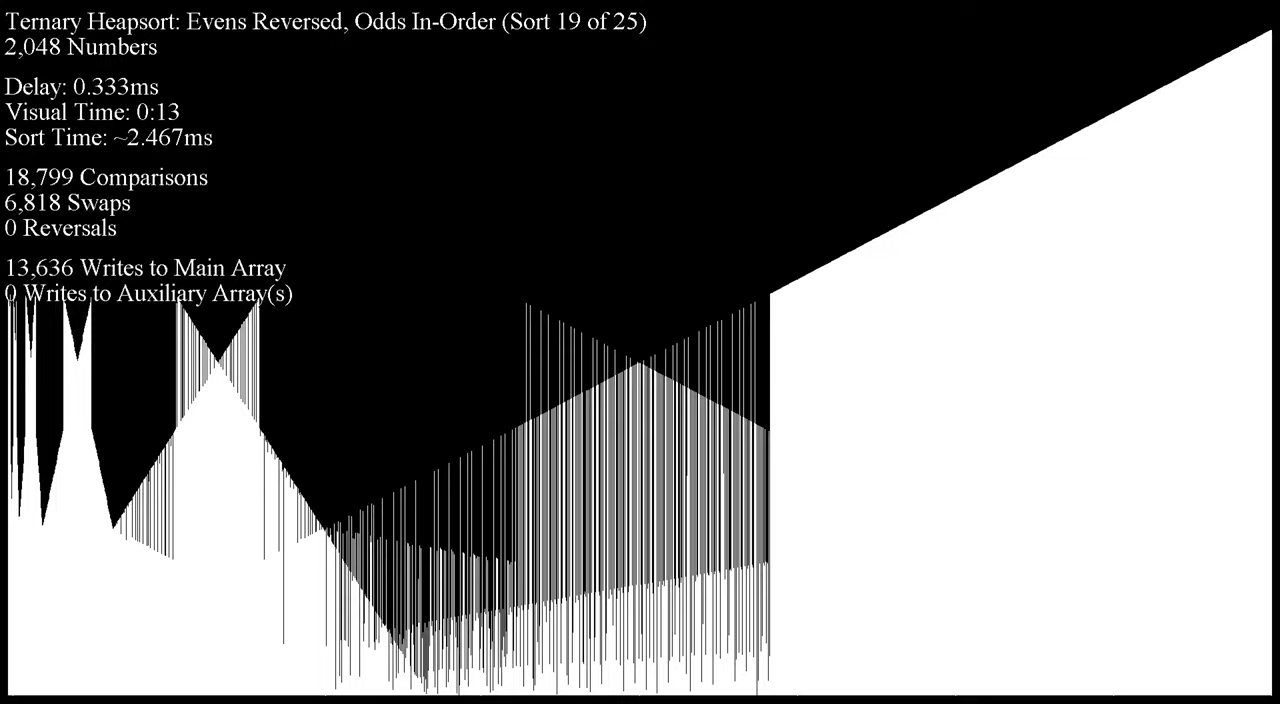 Ternary Heapsort: Evens Reversed, Odds In-Order (Sort 19 of 25)
2,048 Numbers
Delay: 0.333ms
Visual Time: 0:13
Sort Time: ~2.467ms
18,799 Comparisons
6,818 Swaps
0 Reversals
13,636 Writes to Main Array
0 Writes to Auxiliary Array(s)